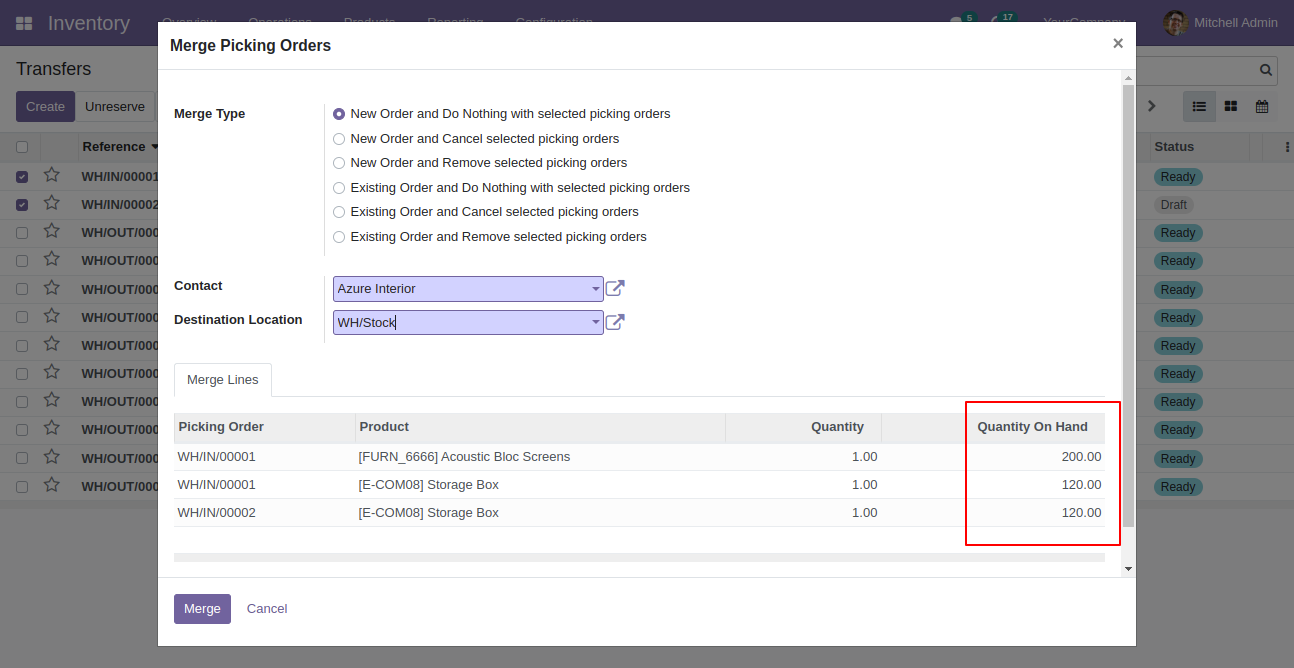 Inventory Overview Operations Products Reporting Configuration 5 17 YourCompany Mitchell Admin
Merge Picking Orders ×
Transfers
Create Unreserve
Merge Type
New Order and Do Nothing with selected picking orders
New Order and Cancel selected picking orders
New Order and Remove selected picking orders
Existing Order and Do Nothing with selected picking orders
Existing Order and Cancel selected picking orders
Existing Order and Remove selected picking orders
Contact Azure Interior
Destination Location WH/Stock
Merge Lines
Picking Order Product Quantity Quantity On Hand
WH/IN/00001 [FURN_6666] Acoustic Bloc Screens 1.00 200.00
WH/IN/00001 [E-COM08] Storage Box 1.00 120.00
WH/IN/00002 [E-COM08] Storage Box 1.00 120.00
Merge Cancel
Reference
WH/IN/00001
WH/IN/00002
WH/OUT/000
WH/OUT/000
WH/OUT/000
WH/OUT/000
WH/OUT/000
WH/OUT/000
WH/OUT/000
WH/OUT/000
WH/OUT/000
WH/OUT/000
Status
Ready
Draft
Ready
Ready
Ready
Ready
Ready
Ready
Ready
Ready
Ready
Ready